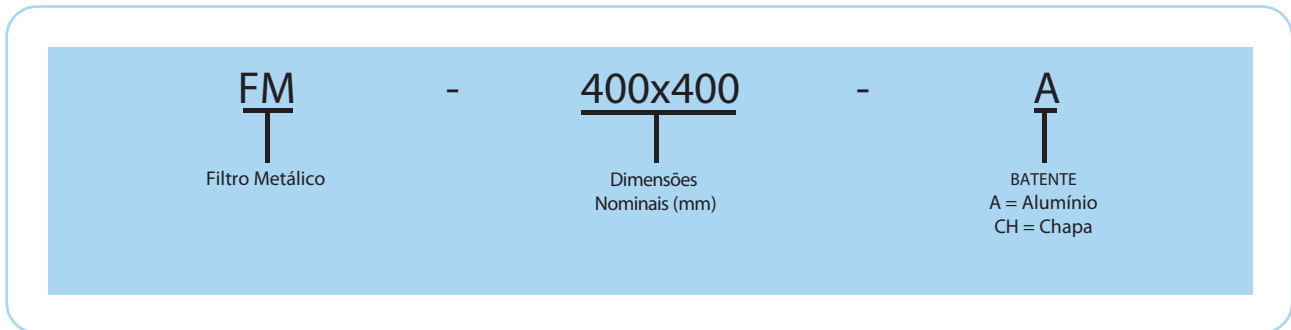 FM - 400x400 - A
Filtro Metálico
Dimensões
Nominais (mm)
BATENTE
A = Alumínio
CH = Chapa